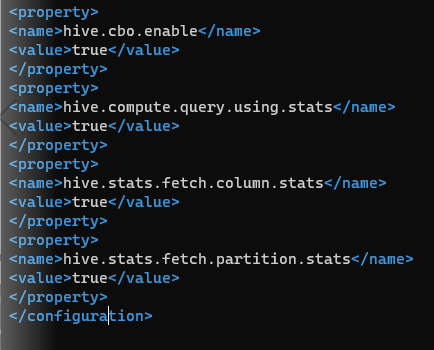 <property>
<name>hive.cbo.enable</name>
<value>true</value>
</property>
<property>
<name>hive.compute.query.using.stats</name>
<value>true</value>
</property>
<property>
<name>hive.stats.fetch.column.stats</name>
<value>true</value>
</property>
<property>
<name>hive.stats.fetch.partition.stats</name>
<value>true</value>
</property>
</configuration>